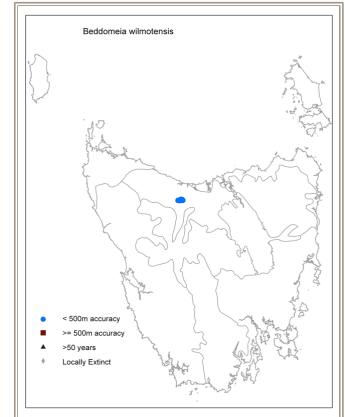 Beddomeia wilmotensis
< 500m accuracy
>= 500m accuracy
>50 years
Locally Extinct